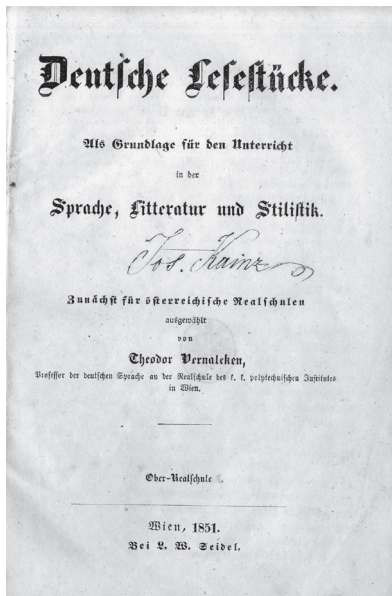 Deutsche Lesestücke.
Als Grundlage für den Unterricht
in der
Sprache, Litteratur und Stilistik.
Jos. Kainz
Zunächst für österreichische Realschulen
ausgewählt
von
Theodor Vernaleken,
Professor der deutschen Sprache an der Realschule des k. k. polytechnischen Institutes
in Wien.
Ober-Realschule
Wien, 1851.
Bei L. W. Seidel.